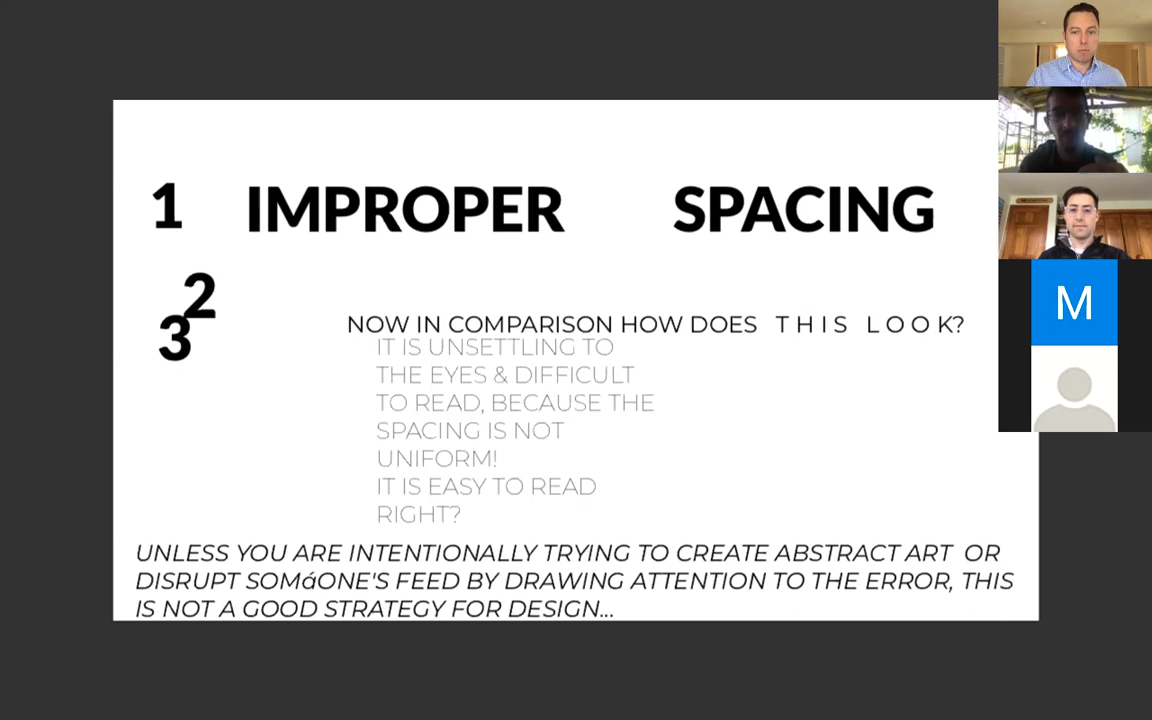 1 IMPROPER SPACING
2
3
NOW IN COMPARISON HOW DOES T H I S L O O K?
IT IS UNSETTLING TO
THE EYES & DIFFICULT
TO READ, BECAUSE THE
SPACING IS NOT
UNIFORM!
IT IS EASY TO READ
RIGHT?
UNLESS YOU ARE INTENTIONALLY TRYING TO CREATE ABSTRACT ART OR
DISRUPT SOMáONE'S FEED BY DRAWING ATTENTION TO THE ERROR, THIS
IS NOT A GOOD STRATEGY FOR DESIGN...
M